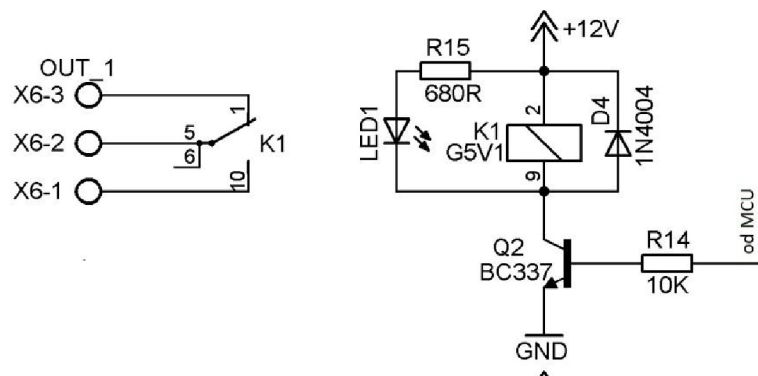 +12V
R15
680R
OUT_1
X6-3
1
X6-2
5
6
K1
X6-1
10
LED1
2
K1
G5V1
9
D4
1N4004
Q2
BC337
R14
10K
od MCU
GND